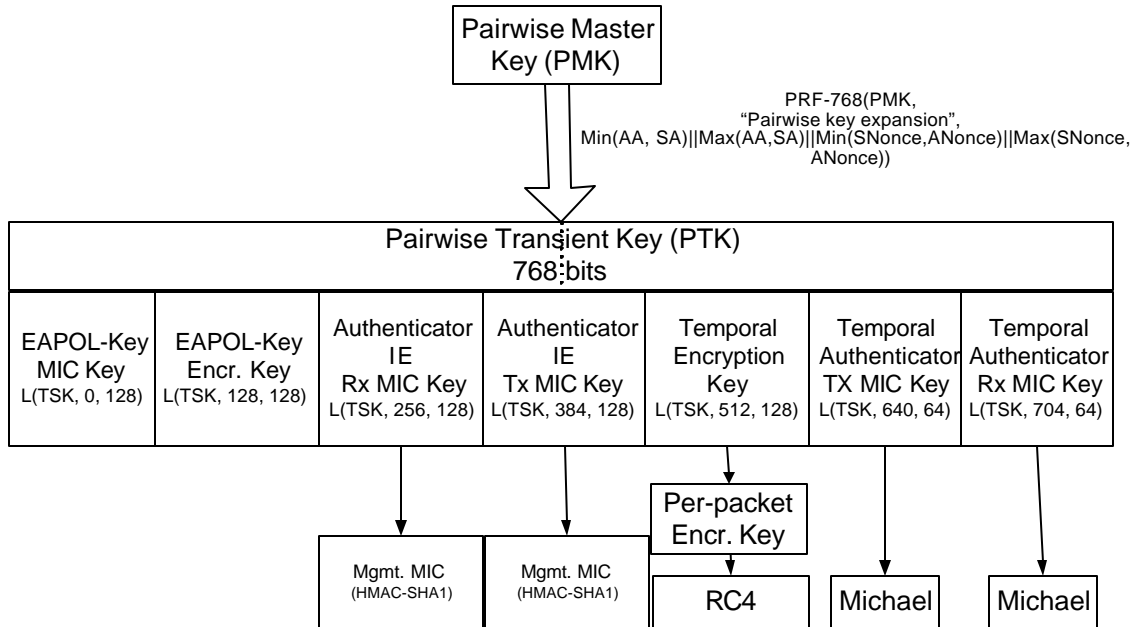 Pairwise Master
Key (PMK)
PRF-768(PMK,
“Pairwise key expansion”,
Min(AA, SA)||Max(AA,SA)||Min(SNonce,ANonce)||Max(SNonce,
ANonce))
Pairwise Transient Key (PTK)
768 bits
EAPOL-Key
MIC Key
L(TSK, 0, 128)
EAPOL-Key
Encr. Key
L(TSK, 128, 128)
Authenticator
IE
Rx MIC Key
L(TSK, 256, 128)
Authenticator
IE
Tx MIC Key
L(TSK, 384, 128)
Temporal
Encryption
Key
L(TSK, 512, 128)
Temporal
Authenticator
TX MIC Key
L(TSK, 640, 64)
Temporal
Authenticator
Rx MIC Key
L(TSK, 704, 64)
Per-packet
Encr. Key
Mgmt. MIC
(HMAC-SHA1)
Mgmt. MIC
(HMAC-SHA1)
RC4
Michael
Michael